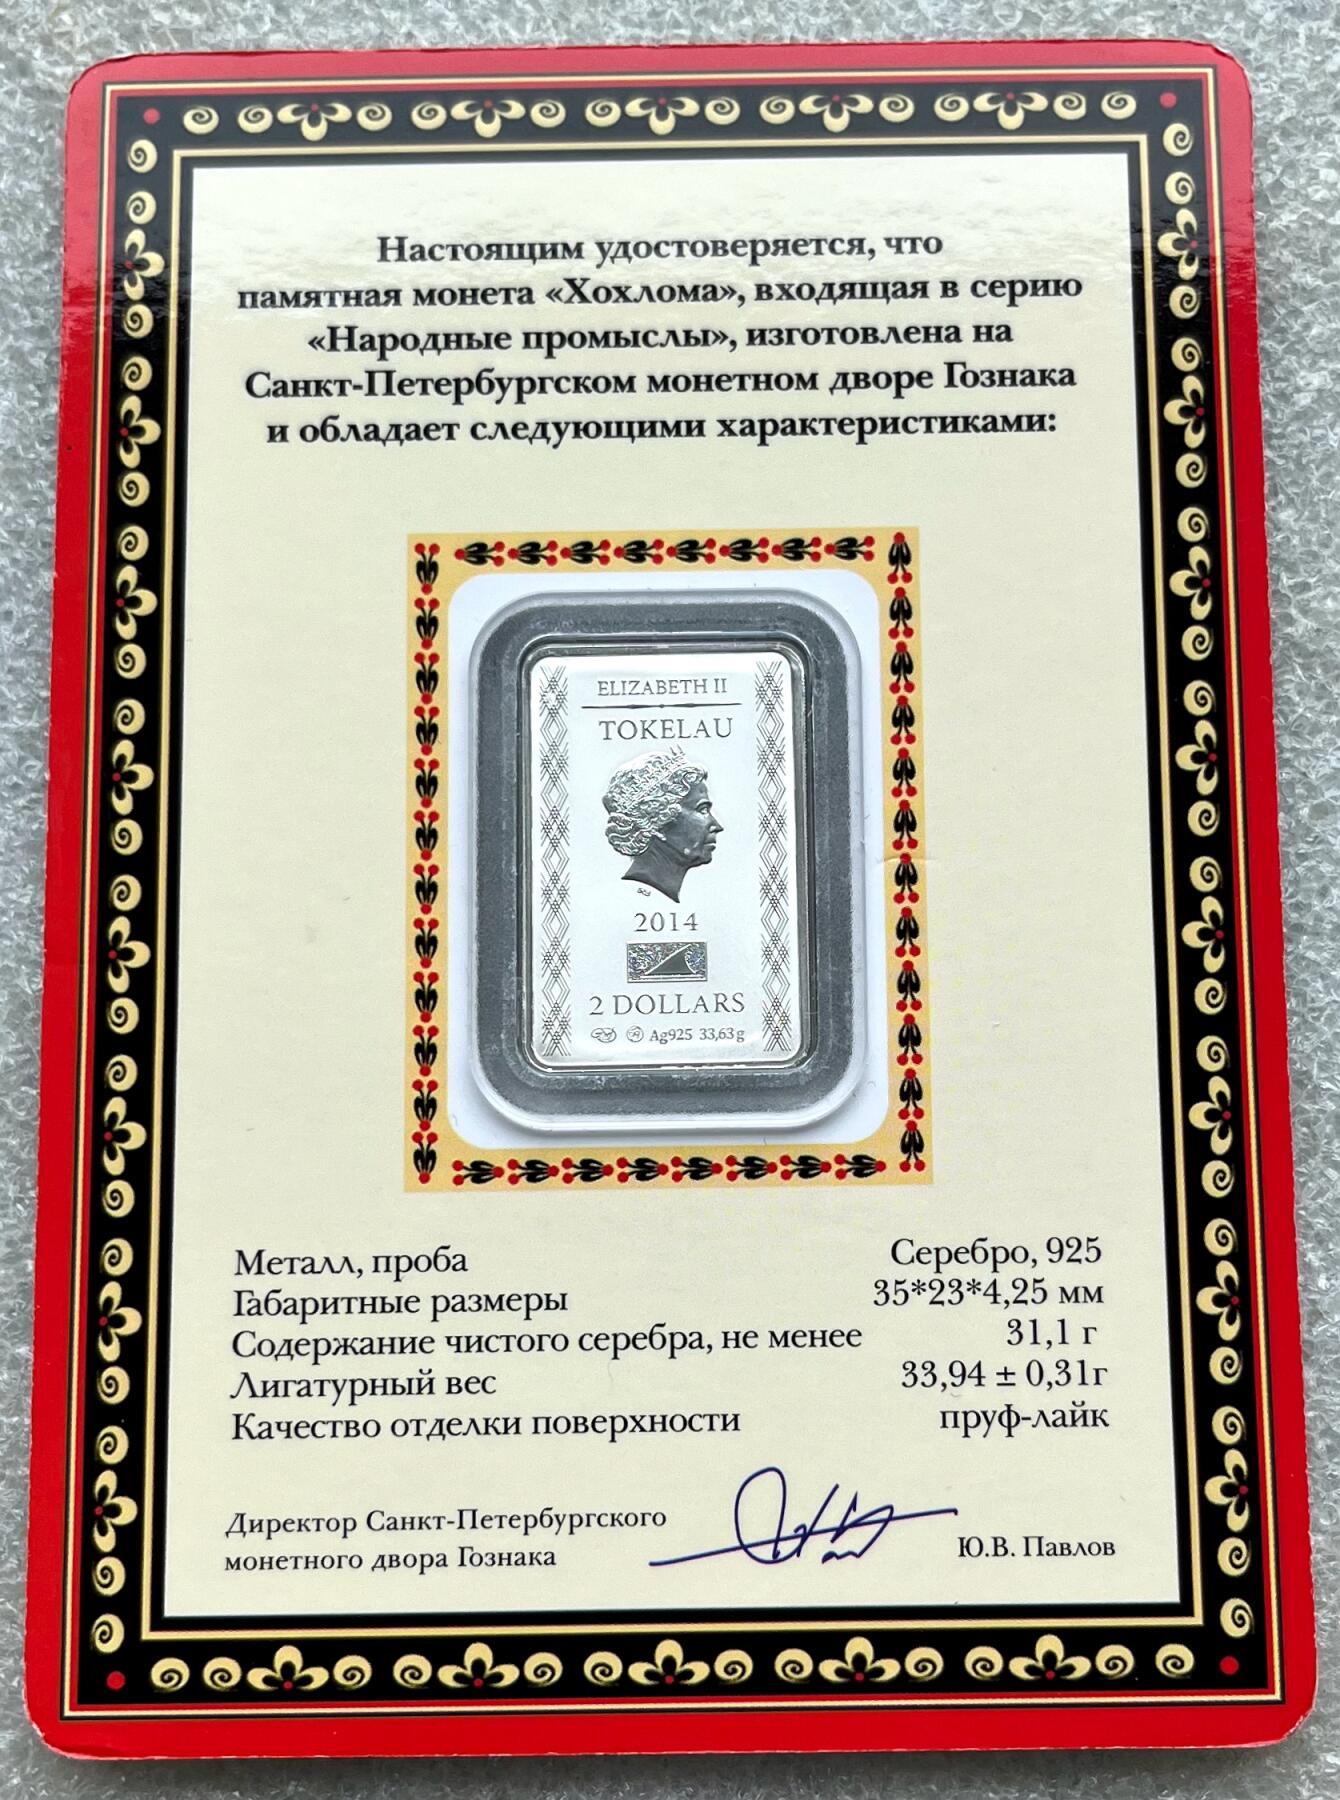 Настоящим удостоверяется, что
памятная монета «Хохлома», входящая в серию
«Народные промыслы», изготовлена на
Санкт-Петербургском монетном дворе Гознака
и обладает следующими характеристиками:
ELIZABETH II
TOKELAU
2014
2 DOLLARS
Ag925 33,63g
Металл, проба Серебро, 925
Габаритные размеры 35*23*4,25 мм
Содержание чистого серебра, не менее 31,1 г
Лигатурный вес 33,94 ± 0,31г
Качество отделки поверхности пруф-лайк
Директор Санкт-Петербургского
монетного двора Гознака Ю.В. Павлов